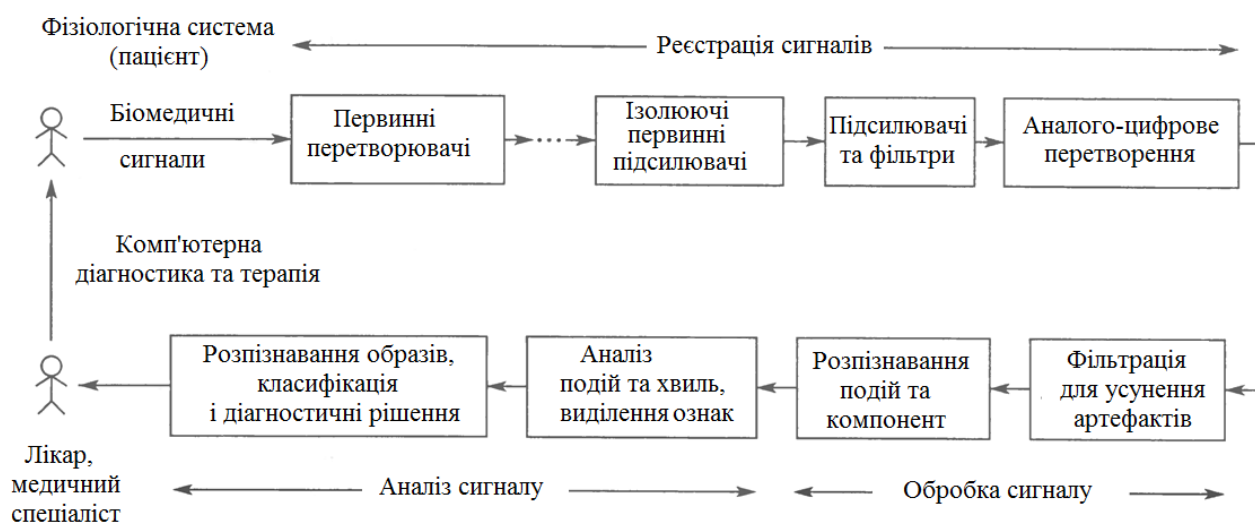 Фізіологічна система
(пацієнт)
Реєстрація сигналів
Біомедичні
сигнали
Первинні
перетворювачі
Ізолюючі
первинні
підсилювачі
Підсилювачі
та фільтри
Аналого-цифрове
перетворення
Комп'ютерна
діагностика та терапія
Розпізнавання образів,
класифікація
і діагностичні рішення
Аналіз
подій та хвиль,
виділення ознак
Розпізнавання
подій та
компонент
Фільтрація
для усунення
артефактів
Лікар,
медичний
спеціаліст
Аналіз сигналу
Обробка сигналу